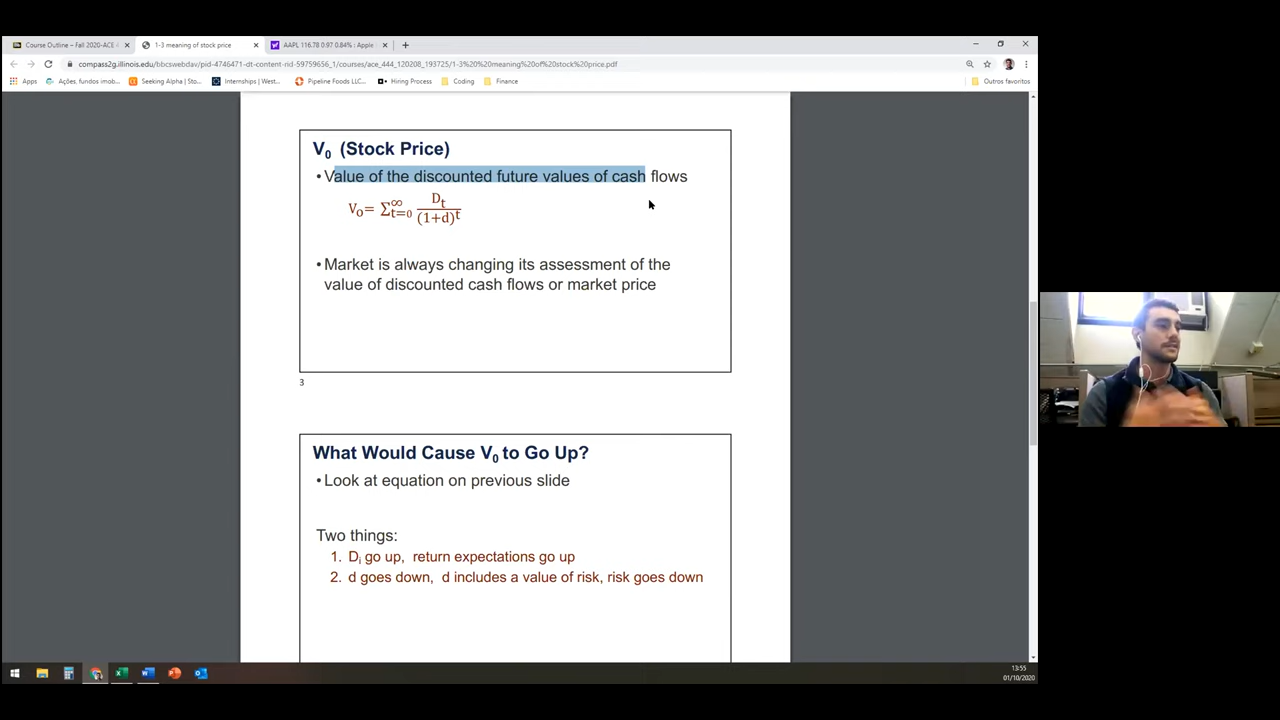 Course Outline – Fall 2020-ACE
1-3 meaning of stock price
AAPL 116.78 0.97 0.84% : Apple
compass2g.illinois.edu/bbcswebdav/pid-4746471-dt-content-rid-59759656_1/courses/ace_444_120208_193725/1-3%20%20meaning%20of%20stock%20price.pdf
Apps Ações, fundos imob... Seeking Alpha | Sto... Internships | West... Pipeline Foods LLC... Hiring Process Coding Finance Outros favoritos
V0 (Stock Price)
• Value of the discounted future values of cash flows
Vo= Σ∞t=0 Dt/(1+d)t
• Market is always changing its assessment of the
value of discounted cash flows or market price
3
What Would Cause V0 to Go Up?
• Look at equation on previous slide
Two things:
1. Di go up, return expectations go up
2. d goes down, d includes a value of risk, risk goes down
13:55
01/10/2020